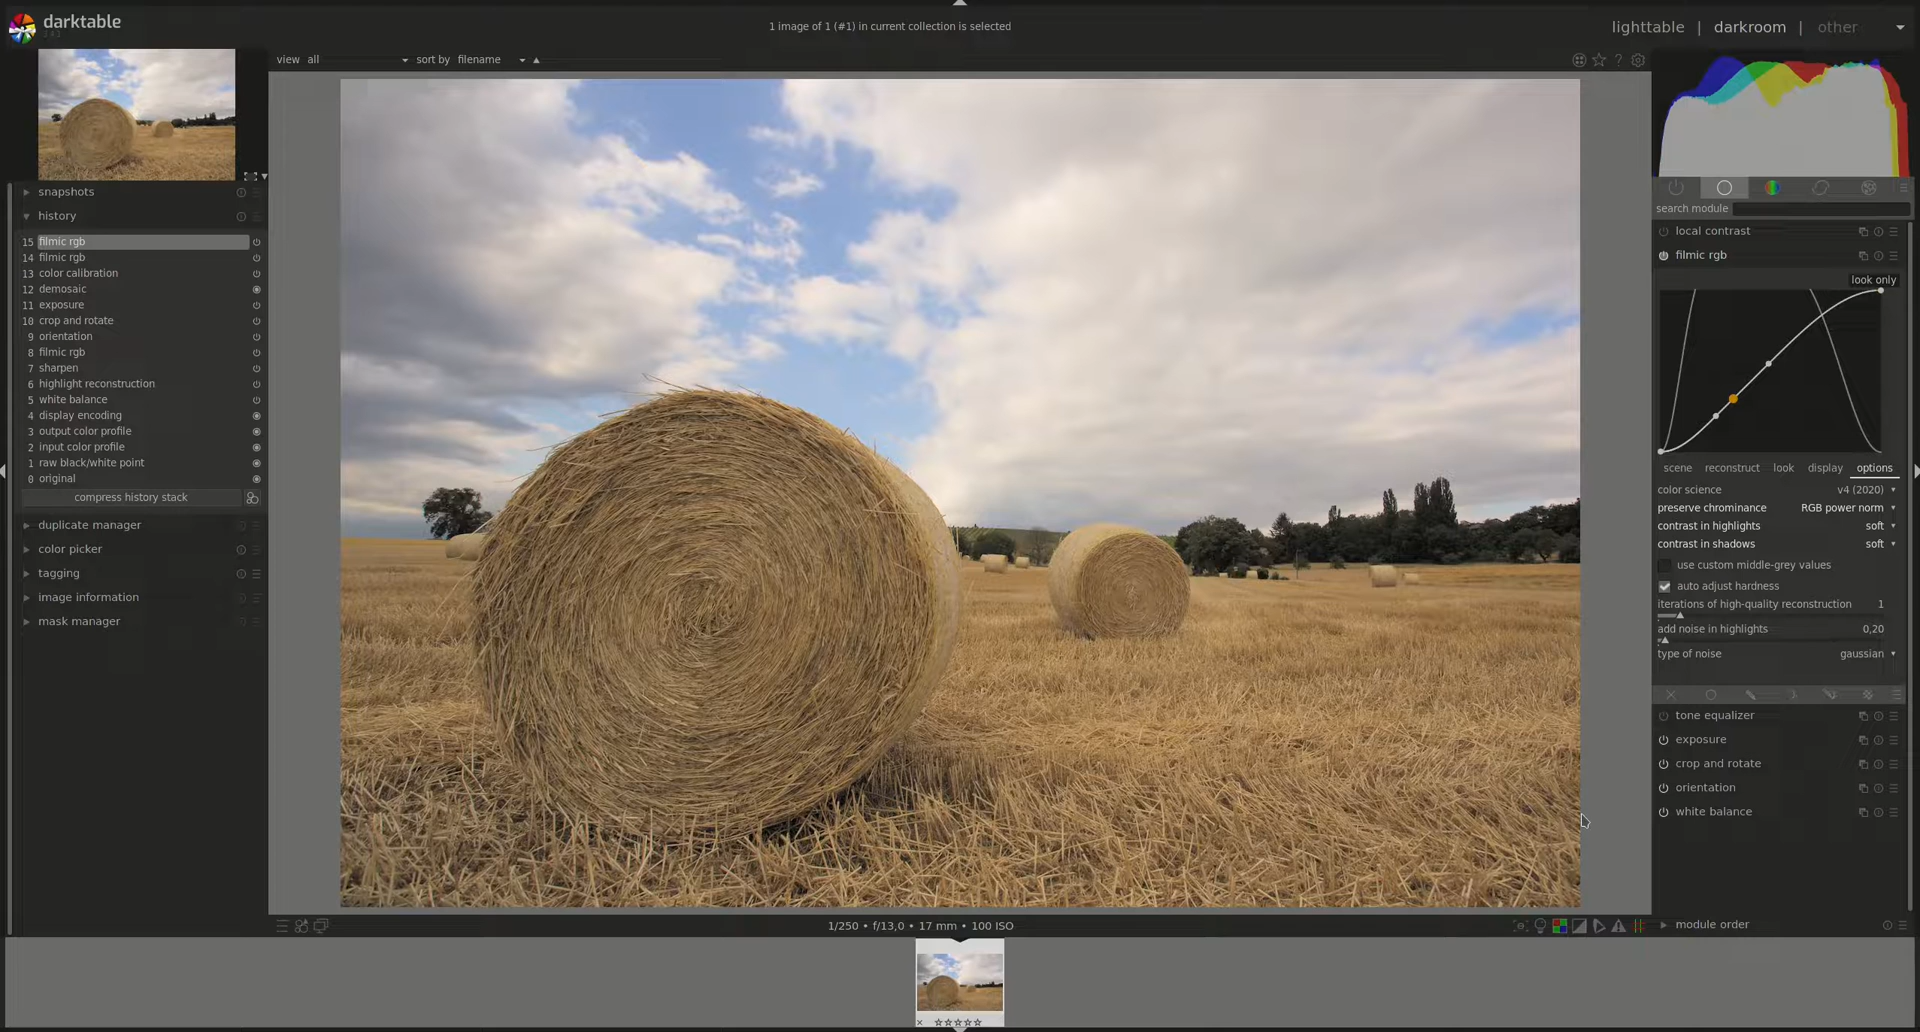 darktable
1 image of 1 (#1) in current collection is selected
lighttable | darkroom | other
view all sort by filename
snapshots
history
15 filmic rgb
14 filmic rgb
13 color calibration
12 demosaic
11 exposure
10 crop and rotate
9 orientation
8 filmic rgb
7 sharpen
6 highlight reconstruction
5 white balance
4 display encoding
3 output color profile
2 input color profile
1 raw black/white point
0 original
compress history stack
duplicate manager
color picker
tagging
image information
mask manager
1/250 • f/13,0 • 17 mm • 100 ISO
search module
local contrast
filmic rgb
look only
scene reconstruct look display options
color science v4 (2020)
preserve chrominance RGB power norm
contrast in highlights soft
contrast in shadows soft
use custom middle-grey values
auto adjust hardness
iterations of high-quality reconstruction 1
add noise in highlights 0,20
type of noise gaussian
tone equalizer
exposure
crop and rotate
orientation
white balance
module order